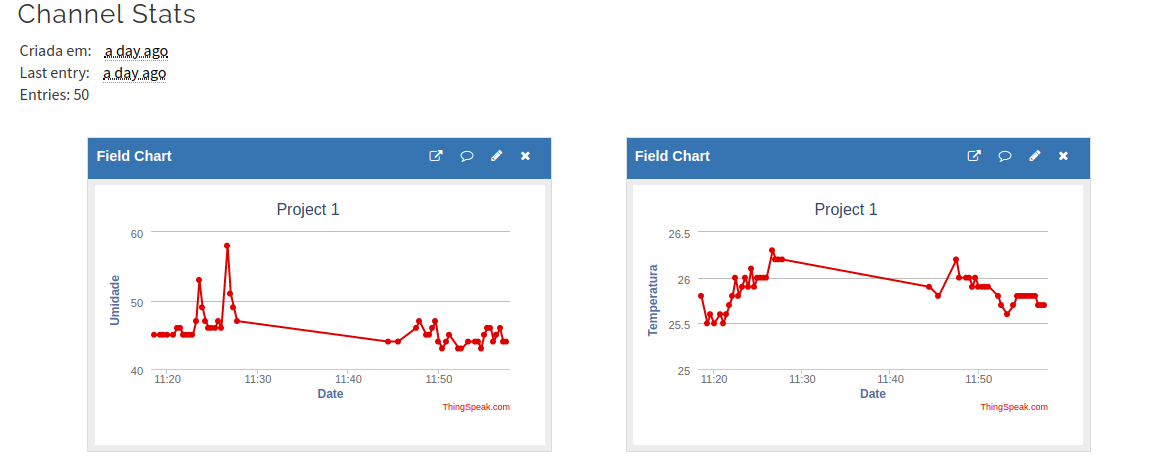 Channel Stats
Criada em: a day ago
Last entry: a day ago
Entries: 50
Field Chart
Project 1
Umidade
60
50
40
11:20 11:30 11:40 11:50
Date
ThingSpeak.com
Field Chart
Project 1
Temperatura
26.5
26
25.5
25
11:20 11:30 11:40 11:50
Date
ThingSpeak.com